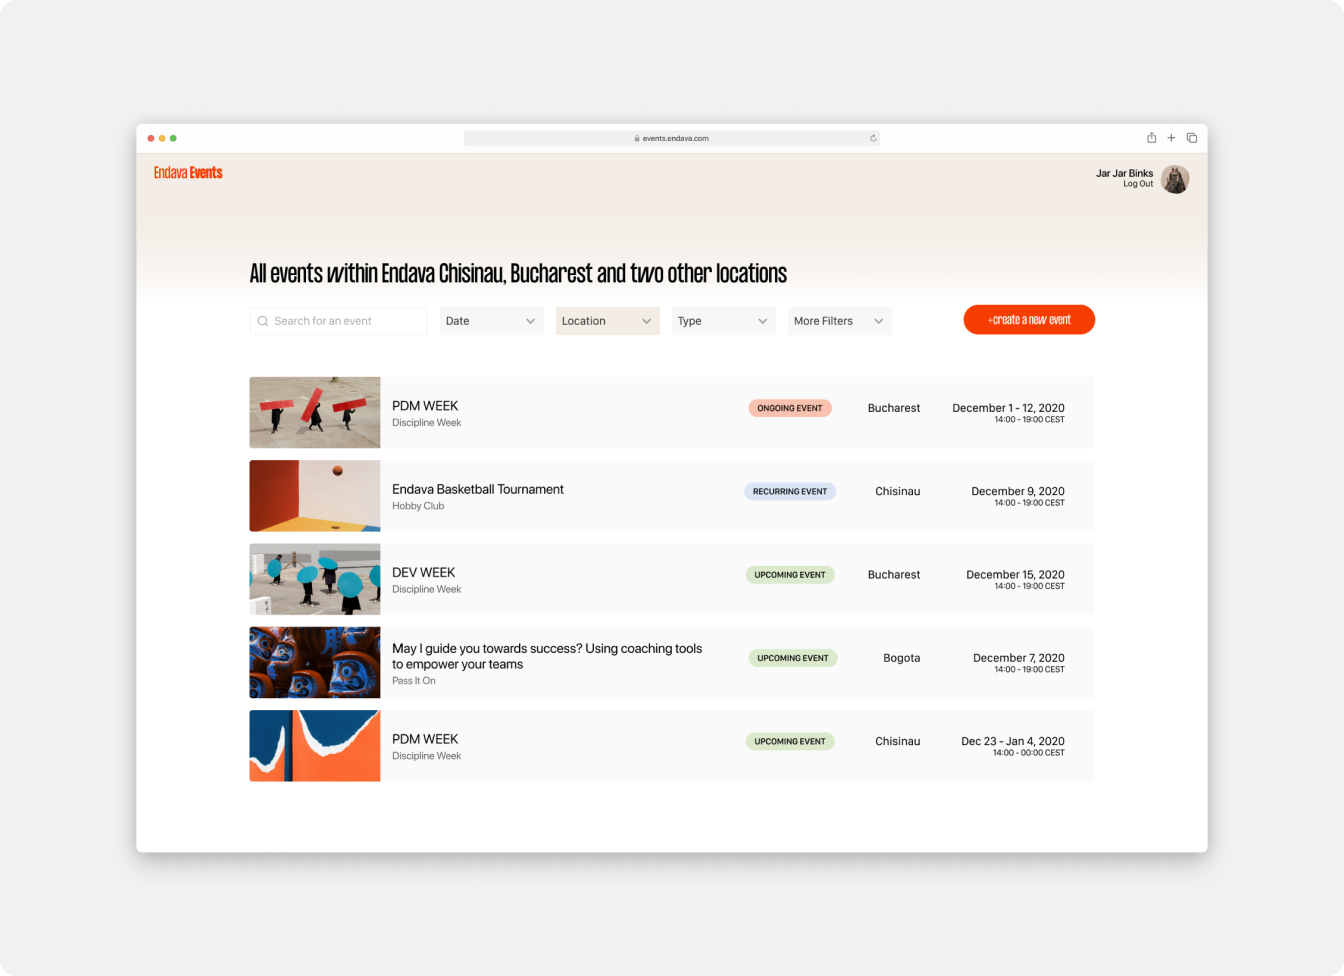 events.endava.com
Endava Events
Jar Jar Binks
Log Out
All events within Endava Chisinau, Bucharest and two other locations
Search for an event
Date
Location
Type
More Filters
+create a new event
PDM WEEK
Discipline Week
ONGOING EVENT
Bucharest
December 1 - 12, 2020
14:00 - 19:00 CEST
Endava Basketball Tournament
Hobby Club
RECURRING EVENT
Chisinau
December 9, 2020
14:00 - 19:00 CEST
DEV WEEK
Discipline Week
UPCOMING EVENT
Bucharest
December 15, 2020
14:00 - 19:00 CEST
May I guide you towards success? Using coaching tools
to empower your teams
Pass It On
UPCOMING EVENT
Bogota
December 7, 2020
14:00 - 19:00 CEST
PDM WEEK
Discipline Week
UPCOMING EVENT
Chisinau
Dec 23 - Jan 4, 2020
14:00 - 00:00 CEST